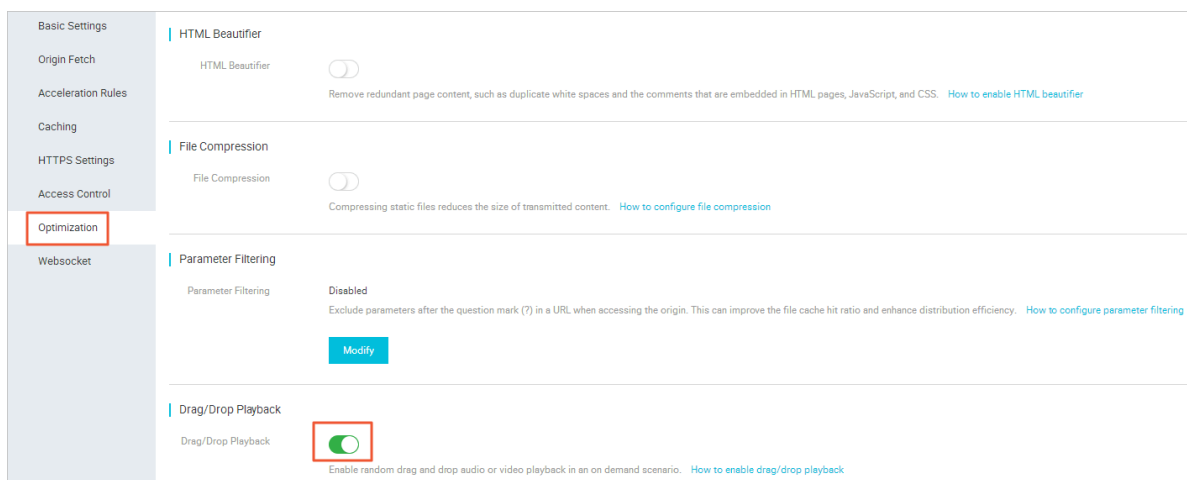 Basic Settings
Origin Fetch
Acceleration Rules
Caching
HTTPS Settings
Access Control
Optimization
Websocket
HTML Beautifier
HTML Beautifier
Remove redundant page content, such as duplicate white spaces and the comments that are embedded in HTML pages, JavaScript, and CSS. How to enable HTML beautifier
File Compression
File Compression
Compressing static files reduces the size of transmitted content. How to configure file compression
Parameter Filtering
Parameter Filtering Disabled
Exclude parameters after the question mark (?) in a URL when accessing the origin. This can improve the file cache hit ratio and enhance distribution efficiency. How to configure parameter filtering
Modify
Drag/Drop Playback
Drag/Drop Playback
Enable random drag and drop audio or video playback in an on demand scenario. How to enable drag/drop playback